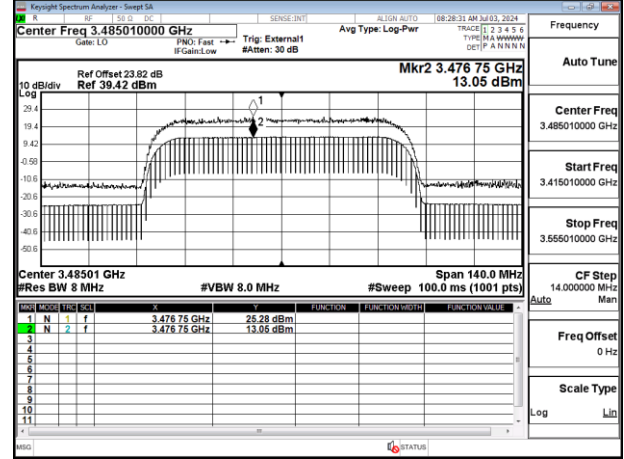 Keysight Spectrum Analyzer - Swept SA
R RF 50 Ω DC SENSE:INT ALIGN AUTO 08:28:31 AM Jul 03, 2024
Center Freq 3.485010000 GHz
Gate: LO
PNO: Fast
IFGain:Low
Trig: External1
#Atten: 30 dB
Avg Type: Log-Pwr
TRACE 1 2 3 4 5 6
TYPE M A W W W W
DET P A N N N N
Frequency
Auto Tune
Center Freq
3.485010000 GHz
Start Freq
3.415010000 GHz
Stop Freq
3.555010000 GHz
CF Step
14.000000 MHz
Auto Man
Freq Offset
0 Hz
Scale Type
Log Lin
Mkr2 3.476 75 GHz
13.05 dBm
Ref Offset 23.82 dB
10 dB/div Ref 39.42 dBm
Log
29.4
19.4
9.42
-0.58
-10.6
-20.6
-30.6
-40.6
-50.6
1
2
Center 3.48501 GHz Span 140.0 MHz
#Res BW 8 MHz #VBW 8.0 MHz #Sweep 100.0 ms (1001 pts)
MKR MODE TRC SCL X Y FUNCTION FUNCTION WIDTH FUNCTION VALUE
1 N 1 f 3.476 75 GHz 25.28 dBm
2 N 2 f 3.476 75 GHz 13.05 dBm
3
4
5
6
7
8
9
10
11
MSG STATUS